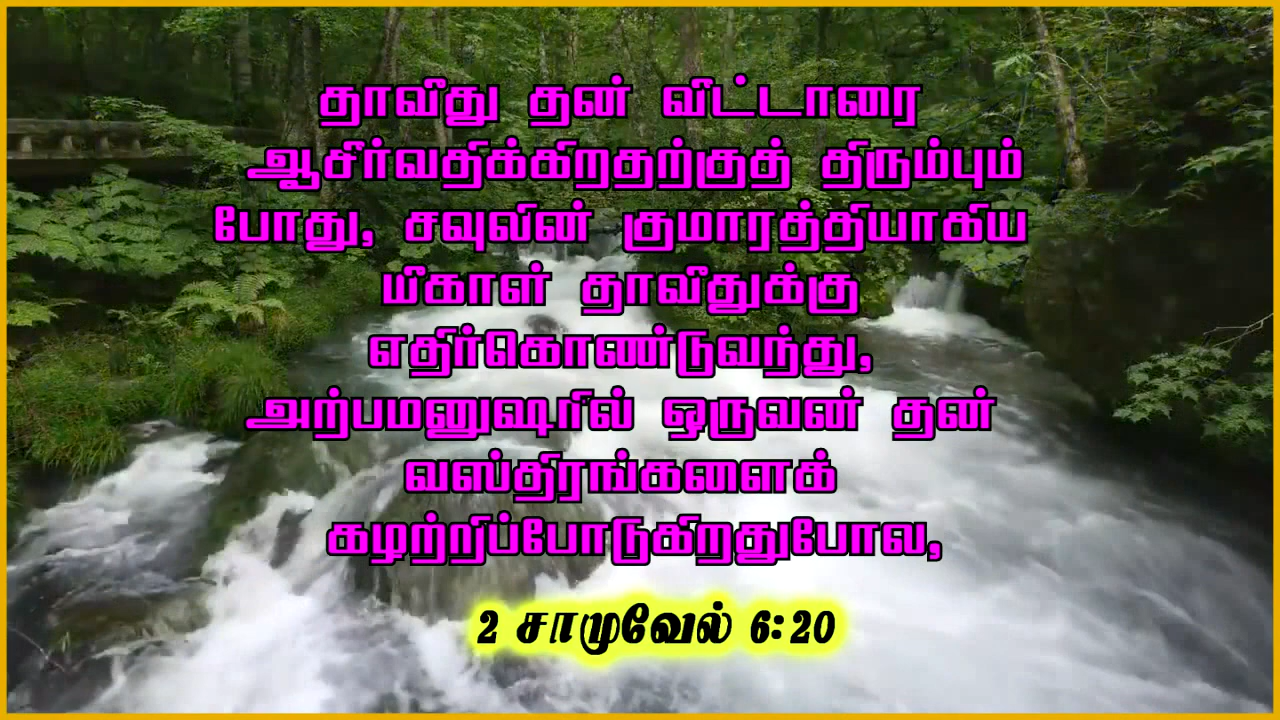 தாவீது தன் வீட்டாரை
ஆசீர்வதிக்கிறதற்குத் திரும்பும்
போது, சவுலின் குமாரத்தியாகிய
மீகாள் தாவீதுக்கு
எதிர்கொண்டுவந்து,
அற்பமனுஷரில் ஒருவன் தன்
வஸ்திரங்களைக்
கழற்றிப்போடுகிறதுபோல,
2 சாமுவேல் 6:20